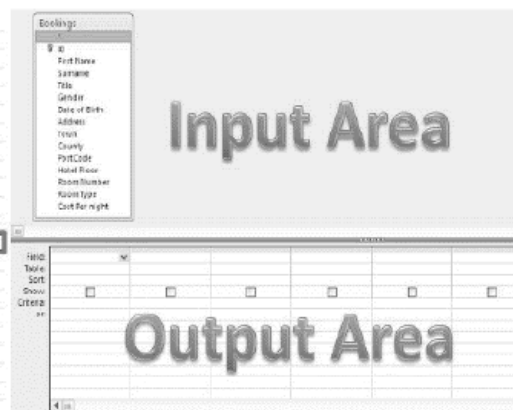 Bookings
*
ID
First Name
Surname
Title
Gender
Date of Birth
Address
Town
County
PostCode
Hotel Floor
Room Number
Room Type
Cost Per night
Input Area
Field:
Table:
Sort:
Show:
Criteria:
or:
Output Area